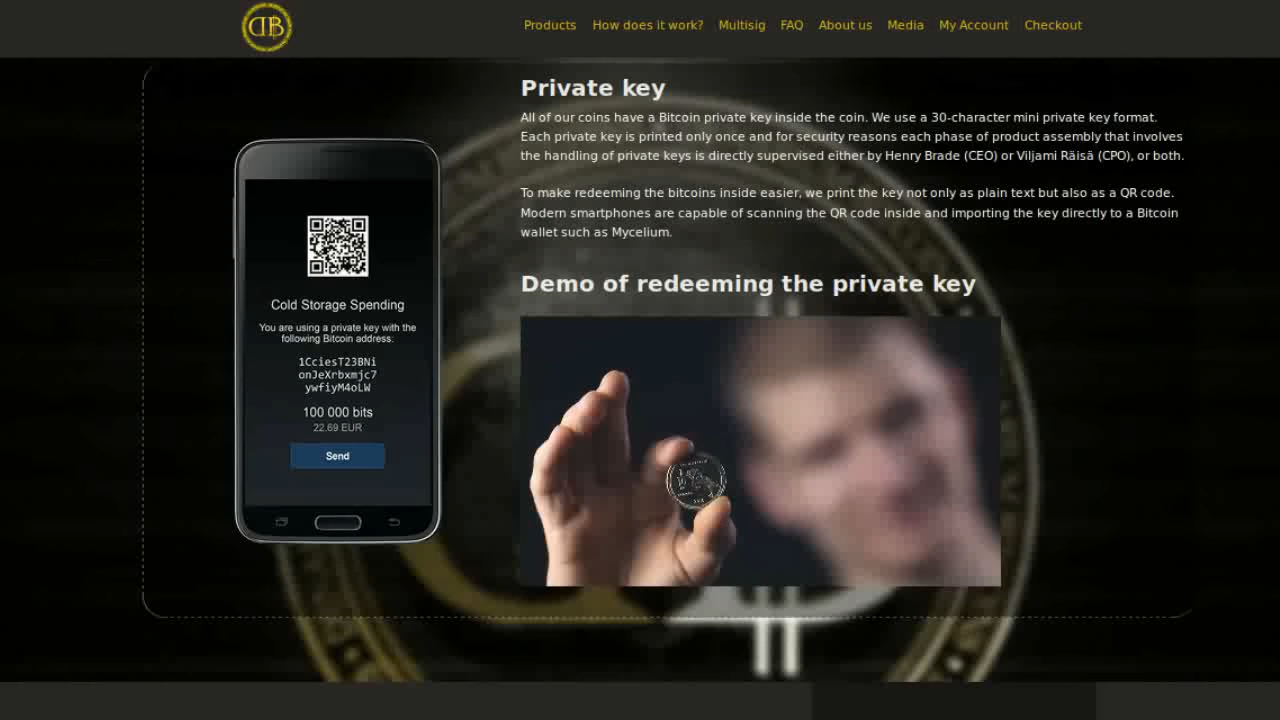 Products How does it work? Multisig FAQ About us Media My Account Checkout
Private key
All of our coins have a Bitcoin private key inside the coin. We use a 30-character mini private key format.
Each private key is printed only once and for security reasons each phase of product assembly that involves
the handling of private keys is directly supervised either by Henry Brade (CEO) or Viljami Räisä (CPO), or both.
To make redeeming the bitcoins inside easier, we print the key not only as plain text but also as a QR code.
Modern smartphones are capable of scanning the QR code inside and importing the key directly to a Bitcoin
wallet such as Mycelium.
Cold Storage Spending
You are using a private key with the
following Bitcoin address:
1CciesT23BNi
onJeXrbxmjc7
ywfiyM4oLW
100 000 bits
22.69 EUR
Send
Demo of redeeming the private key